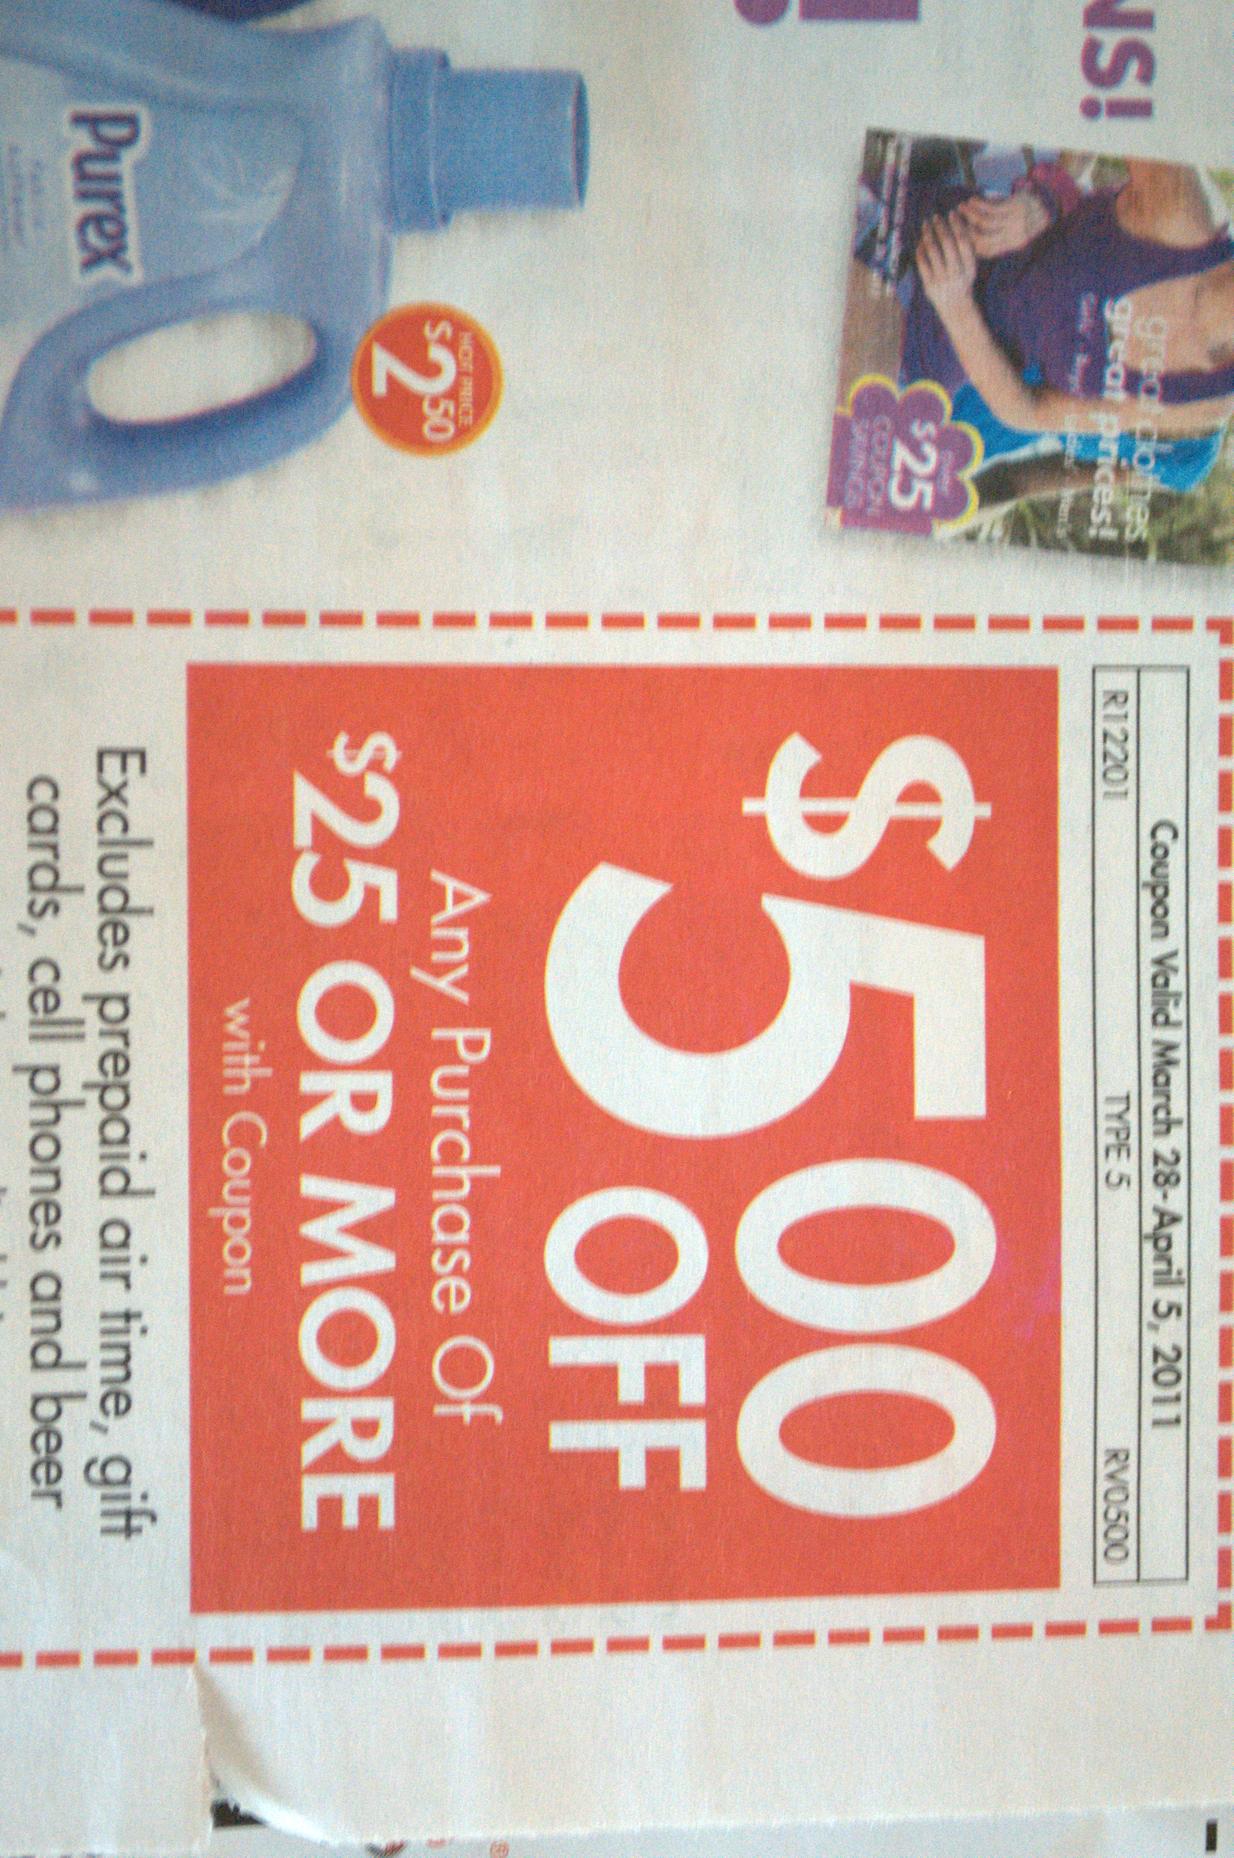 NS!
great clothes
great prices!
$25
COUPON
SAVINGS
Purex
HOT PRICE
$2.50
Coupon Valid March 28-April 5, 2011
R12201 TYPE 5 RV0500
$5.00
OFF
Any Purchase Of
$25 OR MORE
with Coupon
Excludes prepaid air time, gift
cards, cell phones and beer